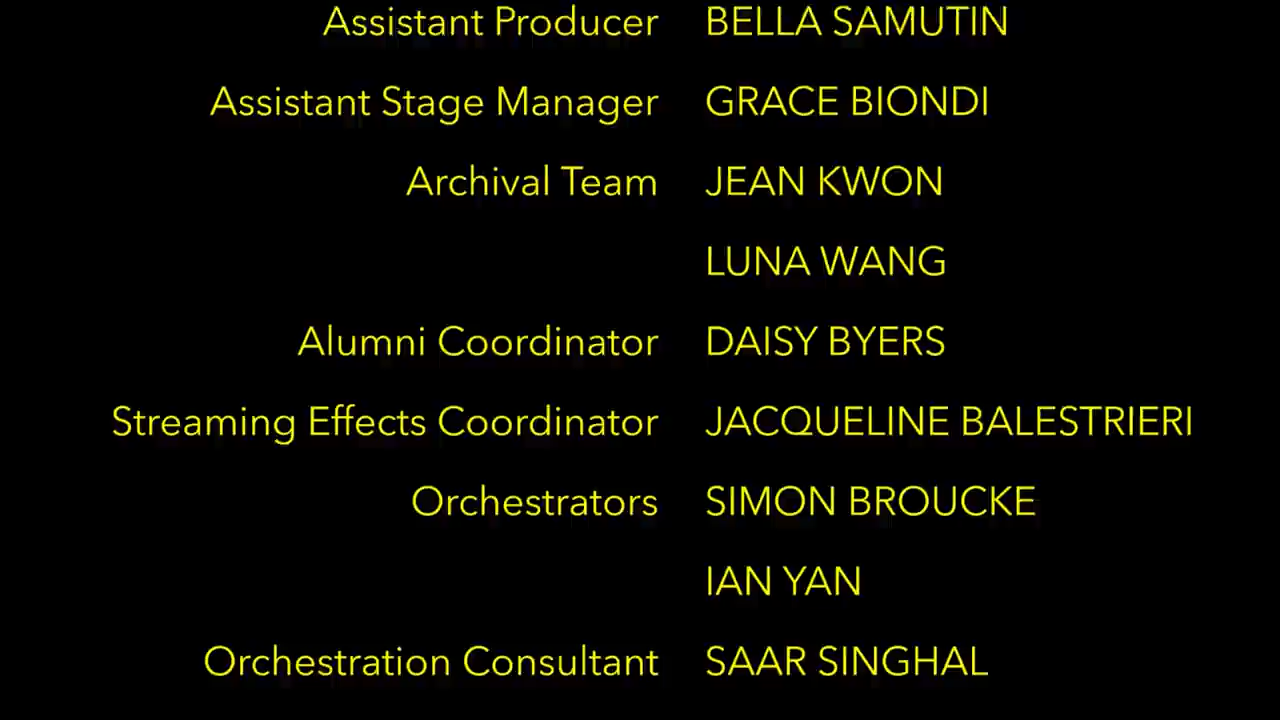 Assistant Producer BELLA SAMUTIN
Assistant Stage Manager GRACE BIONDI
Archival Team JEAN KWON
LUNA WANG
Alumni Coordinator DAISY BYERS
Streaming Effects Coordinator JACQUELINE BALESTRIERI
Orchestrators SIMON BROUCKE
IAN YAN
Orchestration Consultant SAAR SINGHAL